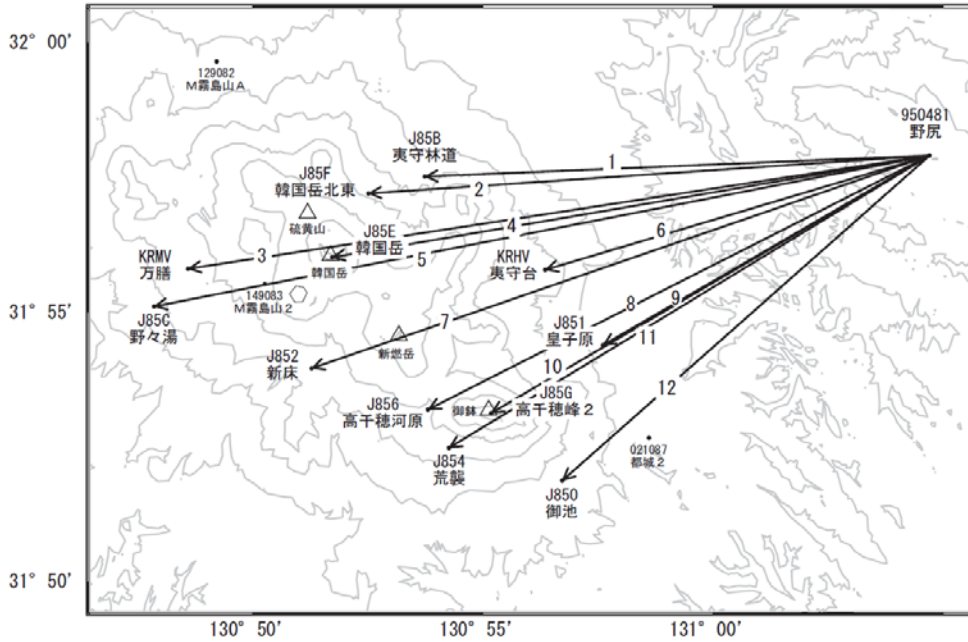 32° 00'
129082
M霧島山A
950481
野尻
J85B
夷守林道
1
J85F
韓国岳北東
2
硫黄山
J85E
韓国岳
4
6
KRMV
万膳
3
韓国岳
5
KRHV
夷守台
149083
M霧島山2
31° 55'
J85C
野々湯
8
9
7
J851
皇子原
11
新燃岳
J852
新床
10
12
J856
高千穂河原
御鉢
J85G
高千穂峰2
J854
荒襲
021087
都城2
J850
御池
31° 50'
130° 50'
130° 55'
131° 00'